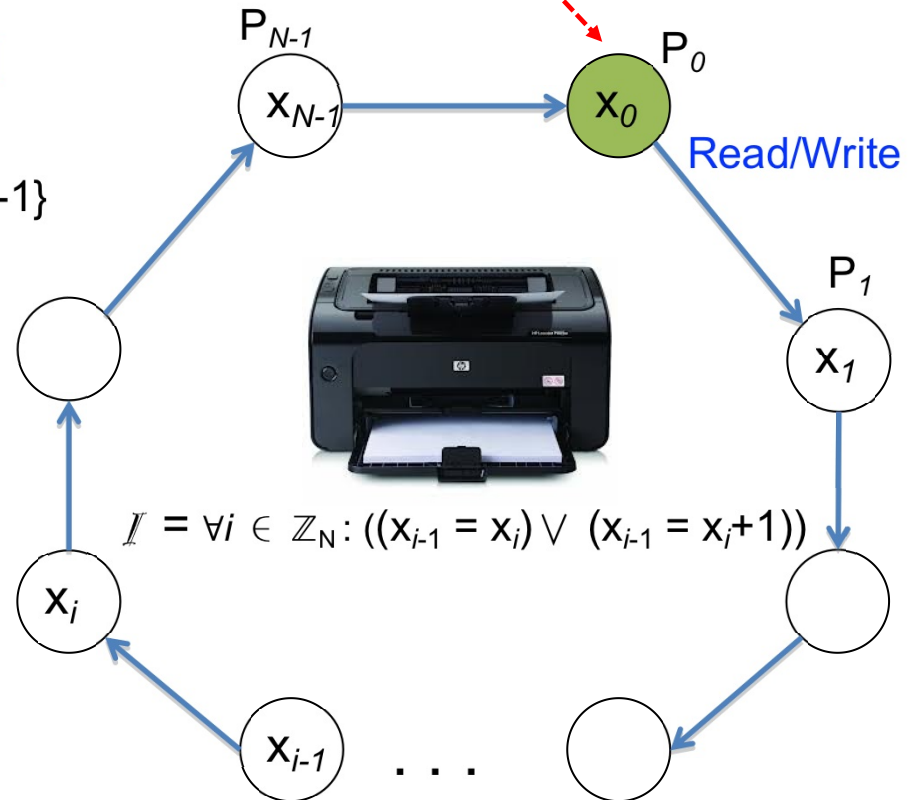 P_{N-1}
P_0
x_{N-1}
x_0
Read/Write
-1}
P_1
x_1
hp
𝓘 = ∀i ∈ ℤ_N: ((x_{i-1} = x_i) ∨ (x_{i-1} = x_i+1))
x_i
x_{i-1}
. . .